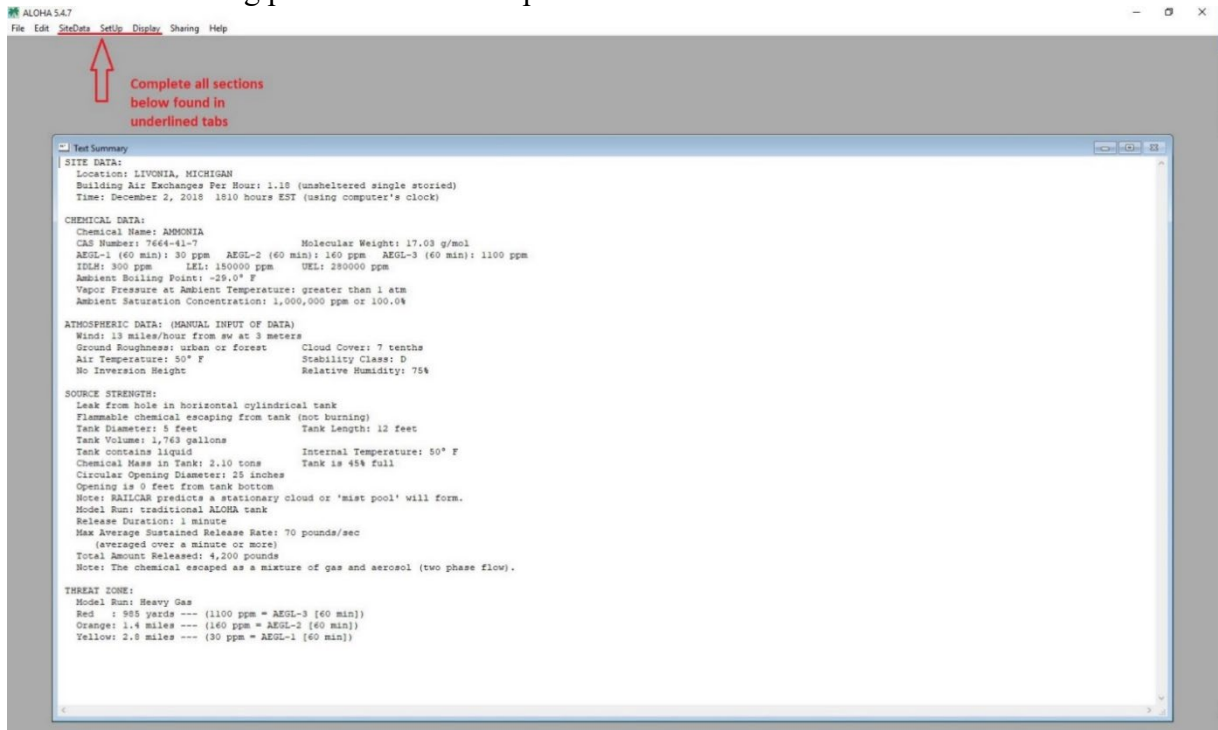 ALOHA 5.4.7
File Edit SiteData SetUp Display Sharing Help
Complete all sections
below found in
underlined tabs
Text Summary
SITE DATA:
Location: LIVONIA, MICHIGAN
Building Air Exchanges Per Hour: 1.18 (unsheltered single storied)
Time: December 2, 2018 1810 hours EST (using computer's clock)
CHEMICAL DATA:
Chemical Name: AMMONIA
CAS Number: 7664-41-7 Molecular Weight: 17.03 g/mol
AEGL-1 (60 min): 30 ppm AEGL-2 (60 min): 160 ppm AEGL-3 (60 min): 1100 ppm
IDLH: 300 ppm LEL: 150000 ppm UEL: 280000 ppm
Ambient Boiling Point: -29.0° F
Vapor Pressure at Ambient Temperature: greater than 1 atm
Ambient Saturation Concentration: 1,000,000 ppm or 100.0%
ATMOSPHERIC DATA: (MANUAL INPUT OF DATA)
Wind: 13 miles/hour from sw at 3 meters
Ground Roughness: urban or forest Cloud Cover: 7 tenths
Air Temperature: 50° F Stability Class: D
No Inversion Height Relative Humidity: 75%
SOURCE STRENGTH:
Leak from hole in horizontal cylindrical tank
Flammable chemical escaping from tank (not burning)
Tank Diameter: 5 feet Tank Length: 12 feet
Tank Volume: 1,763 gallons
Tank contains liquid Internal Temperature: 50° F
Chemical Mass in Tank: 2.10 tons Tank is 45% full
Circular Opening Diameter: 25 inches
Opening is 0 feet from tank bottom
Note: RAILCAR predicts a stationary cloud or 'mist pool' will form.
Model Run: traditional ALOHA tank
Release Duration: 1 minute
Max Average Sustained Release Rate: 70 pounds/sec
(averaged over a minute or more)
Total Amount Released: 4,200 pounds
Note: The chemical escaped as a mixture of gas and aerosol (two phase flow).
THREAT ZONE:
Model Run: Heavy Gas
Red : 985 yards --- (1100 ppm = AEGL-3 [60 min])
Orange: 1.4 miles --- (160 ppm = AEGL-2 [60 min])
Yellow: 2.8 miles --- (30 ppm = AEGL-1 [60 min])